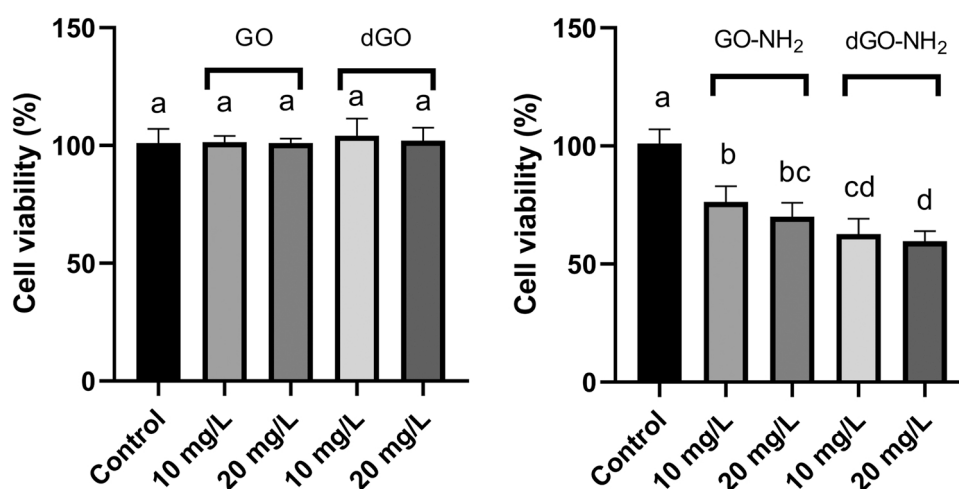 Cell viability (%)
150
100
50
0
GO
dGO
a
a
a
a
a
Control
10 mg/L
20 mg/L
10 mg/L
20 mg/L
Cell viability (%)
150
100
50
0
GO-NH₂
dGO-NH₂
a
b
bc
cd
d
Control
10 mg/L
20 mg/L
10 mg/L
20 mg/L